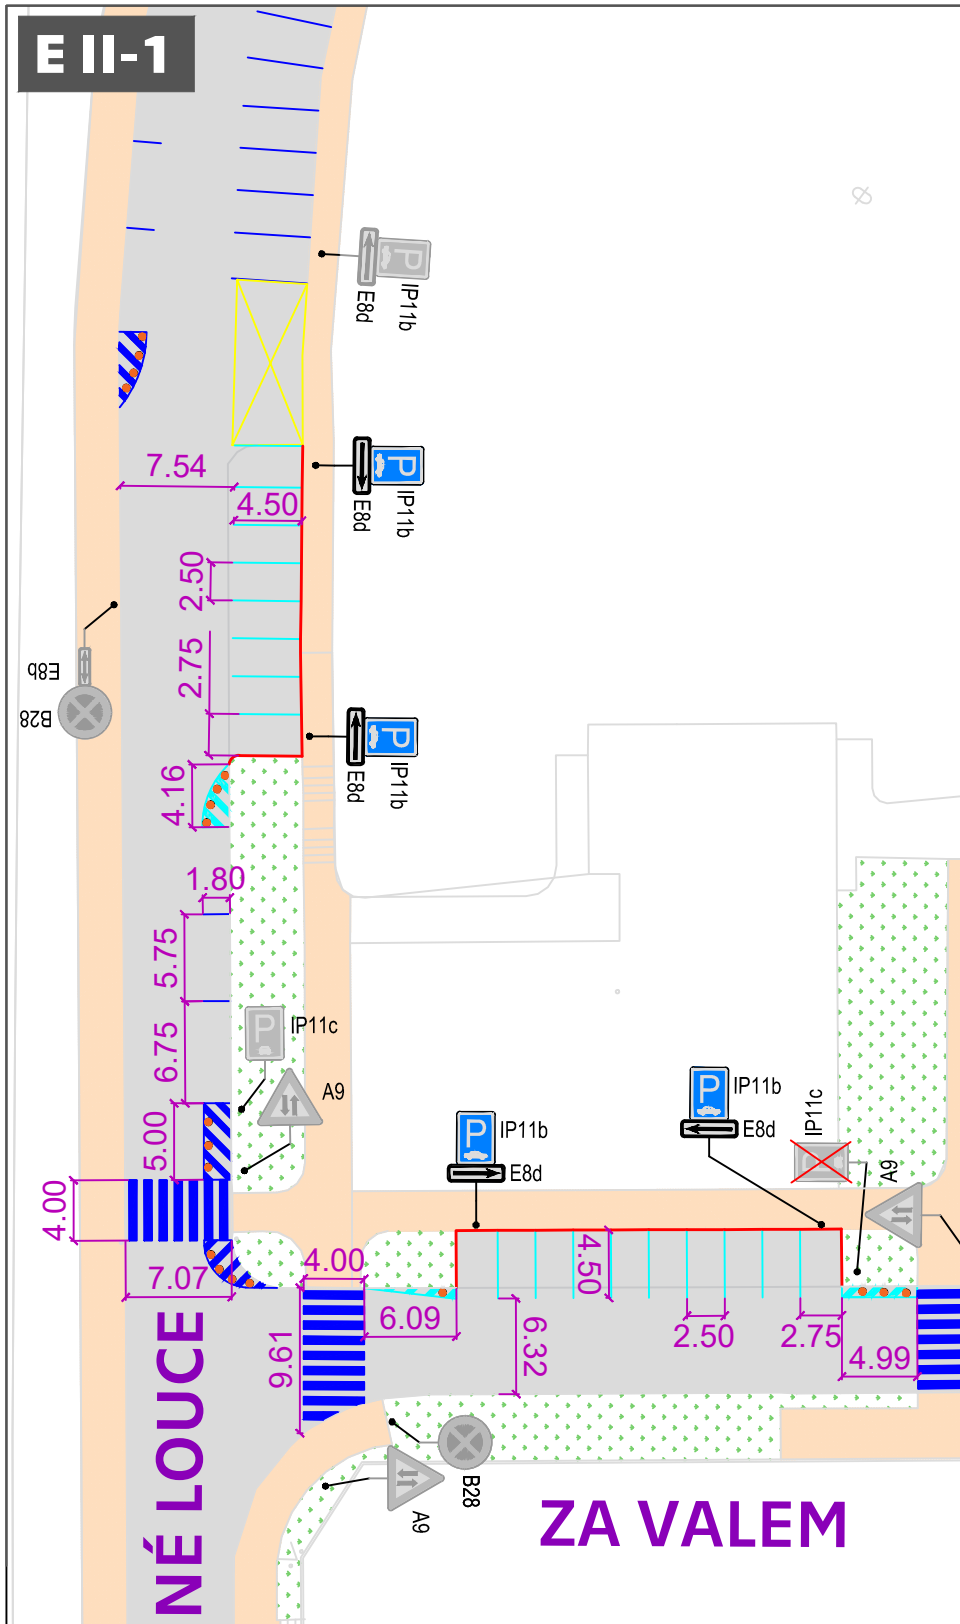 E II-1
P
IP11b
E8d
7.54
4.50
P
IP11b
E8d
2.50
E8b
B28
2.75
P
IP11b
E8d
4.16
1.80
5.75
P
IP11c
6.75
A9
5.00
4.00
7.07
P
IP11b
E8d
P
IP11b
E8d
IP11c
A9
4.00
4.50
6.09
9.61
6.32
2.50
2.75
4.99
B28
A9
NÉ LOUCE
ZA VALEM